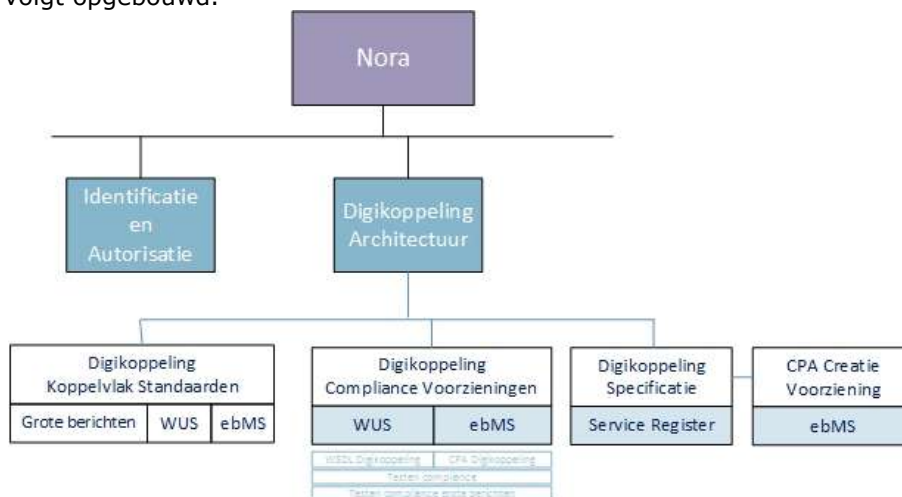 volgt opgebouwd:
Nora
Identificatie
en
Autorisatie
Digikoppeling
Architectuur
Digikoppeling
Koppelvlak Standaarden
Grote berichten
WUS
ebMS
Digikoppeling
Compliance Voorzieningen
WUS
ebMS
WSDL Digikoppeling
CPA Digikoppeling
Testen compliance
Testen compliance grote berichten
Digikoppeling
Specificatie
Service Register
CPA Creatie
Voorziening
ebMS